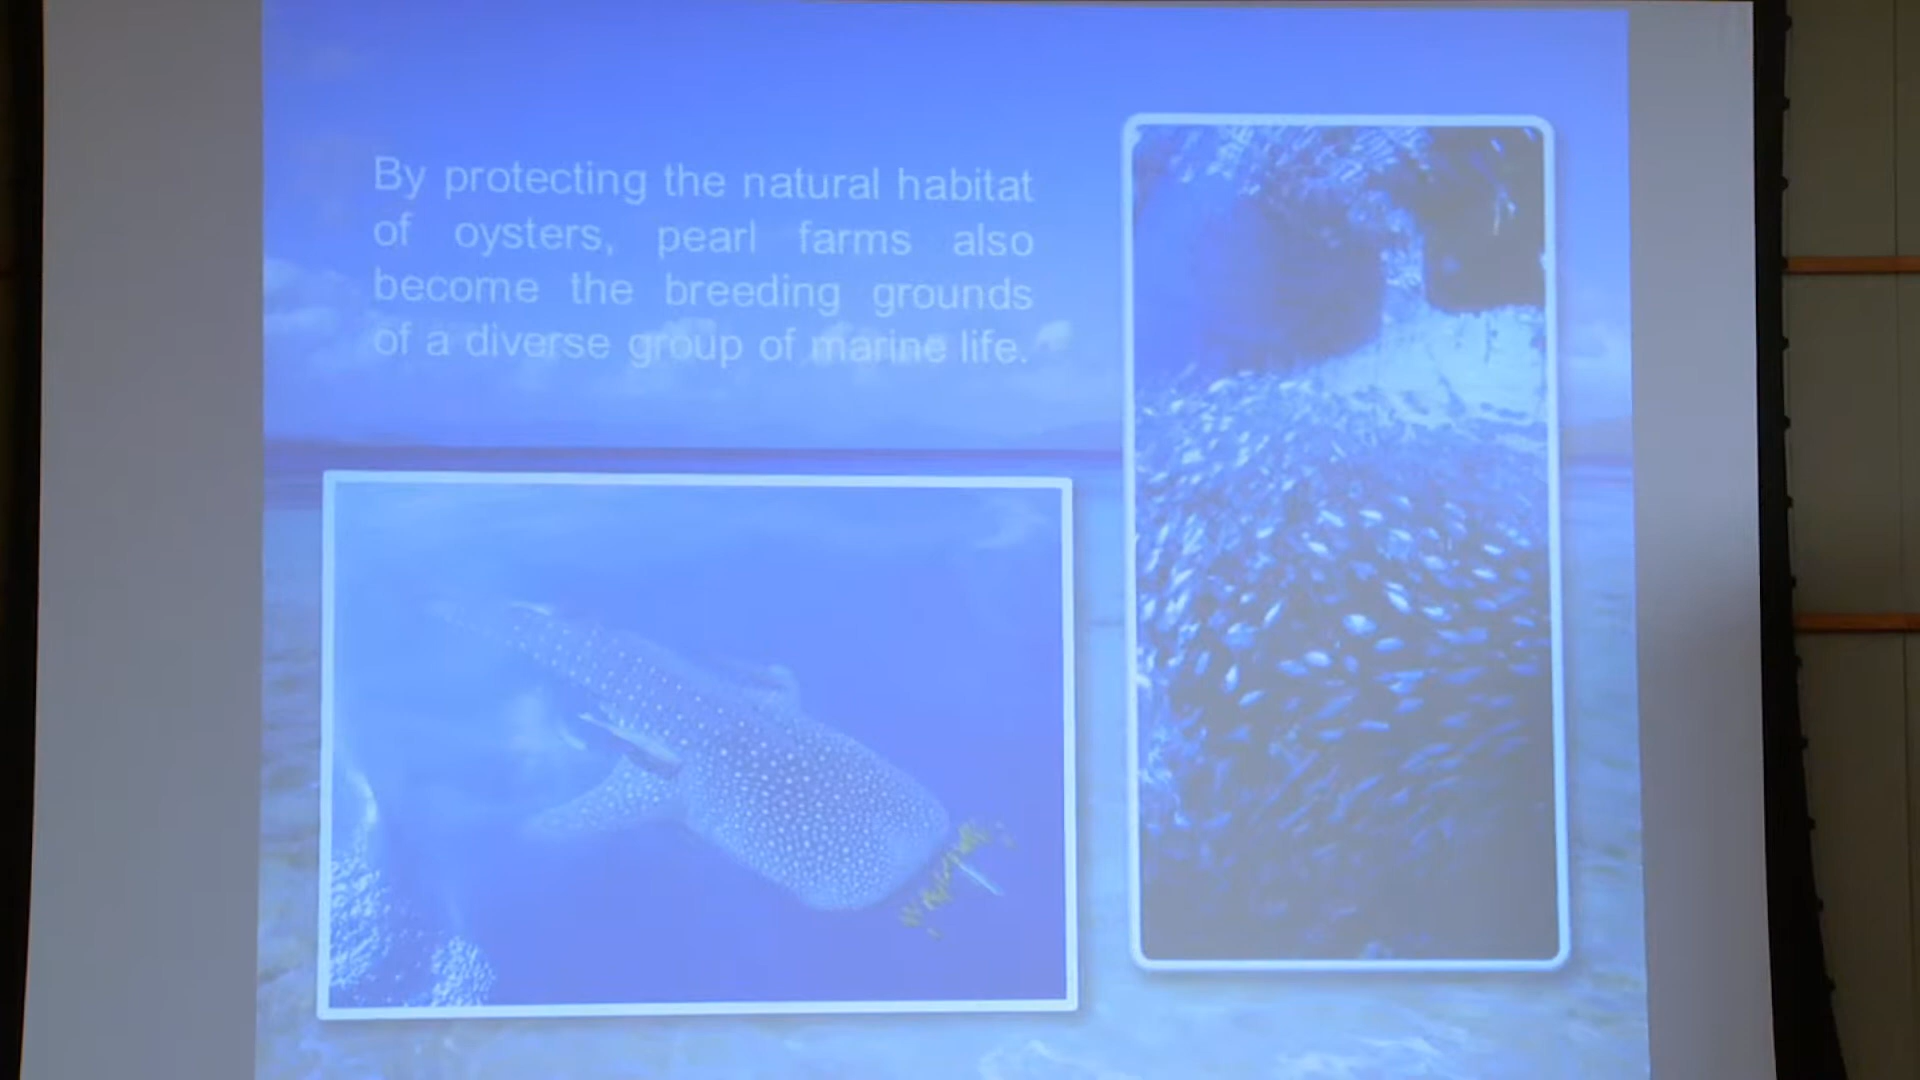 By protecting the natural habitat
of oysters, pearl farms also
become the breeding grounds
of a diverse group of marine life.